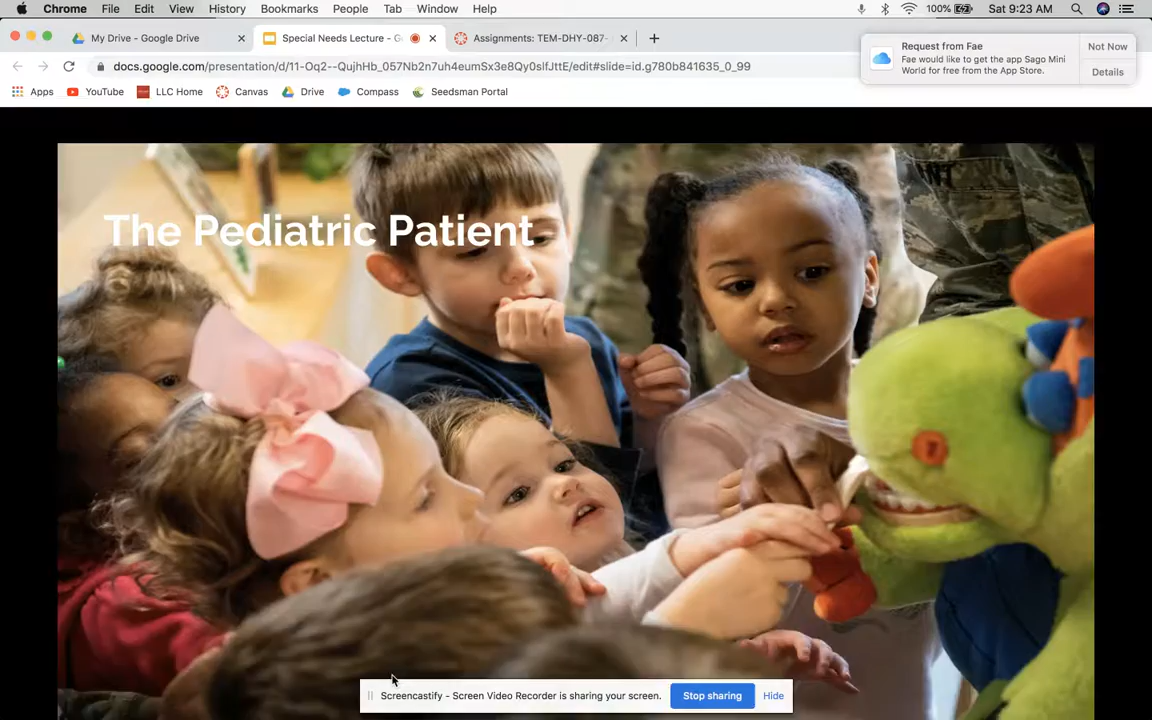 Chrome File Edit View History Bookmarks People Tab Window Help 100% Sat 9:23 AM
My Drive - Google Drive Special Needs Lecture - G Assignments: TEM-DHY-087-
Request from Fae Not Now
Fae would like to get the app Sago Mini
World for free from the App Store. Details
docs.google.com/presentation/d/11-Oq2--QujhHb_057Nb2n7uh4eumSx3e8Qy0slfJttE/edit#slide=id.g780b841635_0_99
Apps YouTube LLC Home Canvas Drive Compass Seedsman Portal
The Pediatric Patient
Screencastify - Screen Video Recorder is sharing your screen. Stop sharing Hide